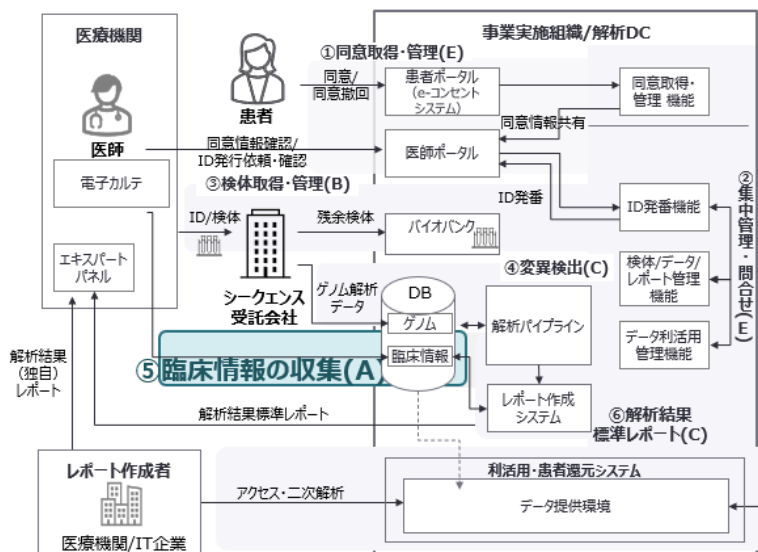 医療機関
事業実施組織/解析DC
①同意取得・管理(E)
同意/
同意撤回
患者ポータル
(e-コンセント
システム)
同意取得・
管理 機能
患者
同意情報共有
医師
同意情報確認/
ID発行依頼・確認
医師ポータル
電子カルテ
③検体取得・管理(B)
ID発番
ID発番機能
②集中管理・問合せ(E)
ID/検体
残余検体
バイオバンク
エキスパート
パネル
④変異検出(C)
検体/データ/
レポート管理
機能
シークエンス
受託会社
ゲノム解析
データ
DB
ゲノム
解析パイプライン
データ利活用
管理機能
解析結果
(独自)
レポート
⑤臨床情報の収集(A)
臨床情報
解析結果標準レポート
レポート作成
システム
⑥解析結果
標準レポート(C)
レポート作成者
利活用・患者還元システム
アクセス・二次解析
データ提供環境
医療機関/IT企業